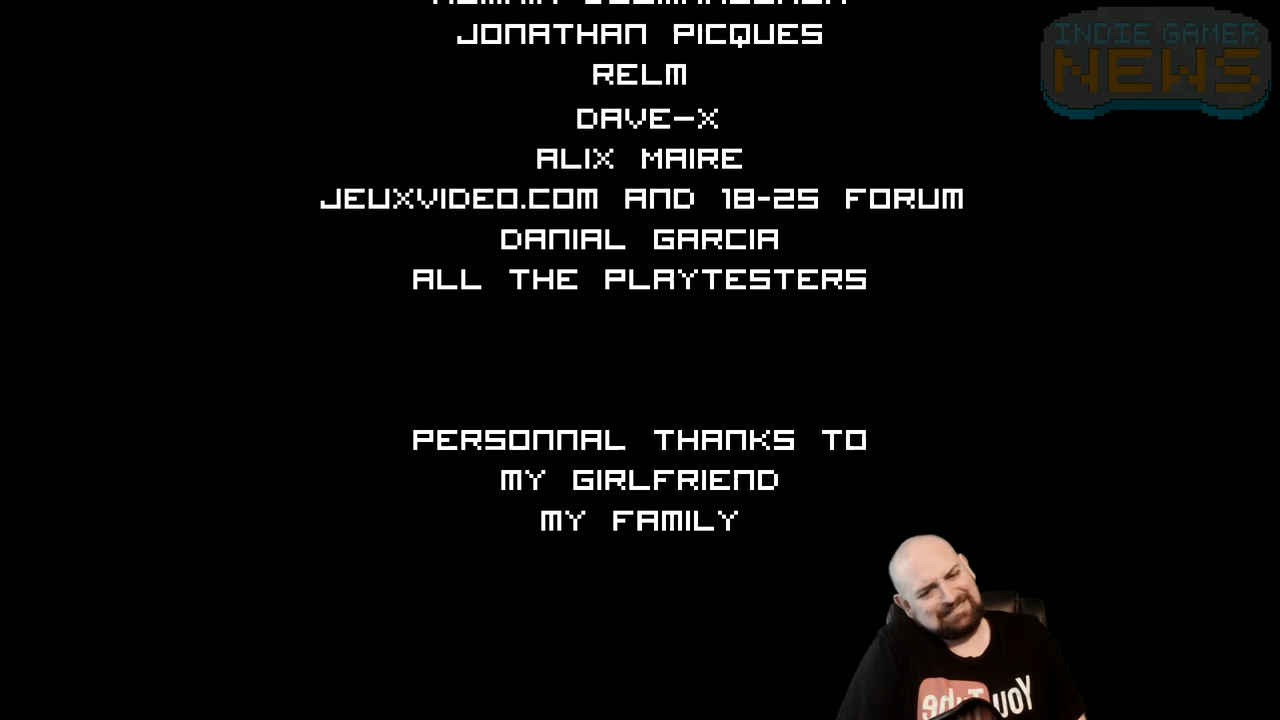 INDIE GAMER
NEWS
JONATHAN PICQUES
RELM
DAVE-X
ALIX MAIRE
JEUXVIDEO.COM AND 18-25 FORUM
DANIAL GARCIA
ALL THE PLAYTESTERS
PERSONNAL THANKS TO
MY GIRLFRIEND
MY FAMILY
YouTube